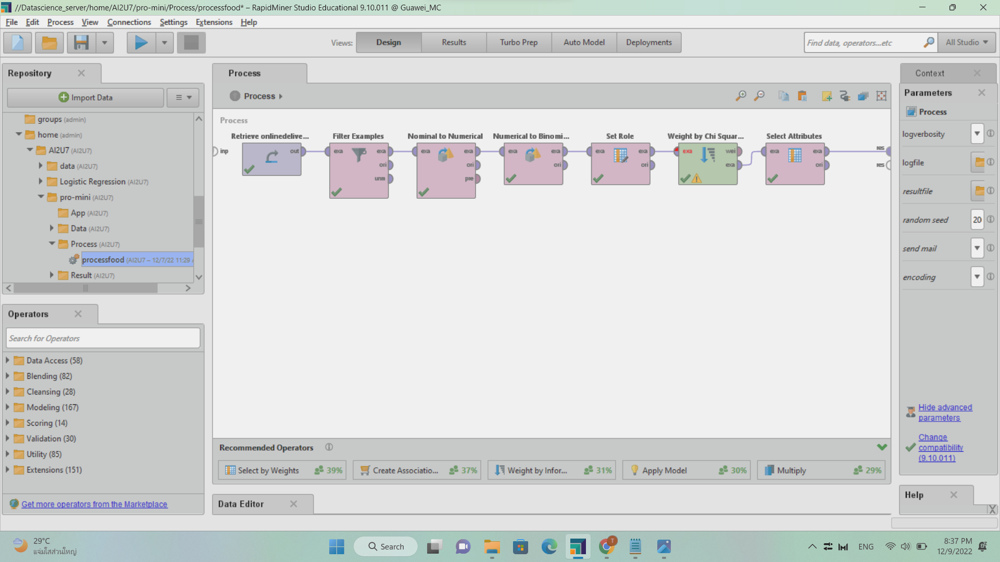 //Datascience_server/home/AI2U7/pro-mini/Process/processfood* – RapidMiner Studio Educational 9.10.011 @ Guawei_MC
File Edit Process View Connections Settings Extensions Help
Views: Design Results Turbo Prep Auto Model Deployments
Find data, operators...etc
All Studio
Repository
Import Data
groups (admin)
home (admin)
AI2U7 (AI2U7)
data (AI2U7)
Logistic Regression (AI2U7)
pro-mini (AI2U7)
App (AI2U7)
Data (AI2U7)
Process (AI2U7)
processfood (AI2U7 – 12/7/22 11:29
Result (AI2U7)
Operators
Search for Operators
Data Access (58)
Blending (82)
Cleansing (28)
Modeling (167)
Scoring (14)
Validation (30)
Utility (85)
Extensions (151)
Get more operators from the Marketplace
Process
Process
Process
inp
Retrieve onlinedelive...
out
Filter Examples
exa exa
ori
unm
Nominal to Numerical
exa exa
ori
pre
Numerical to Binomi...
exa exa
ori
Set Role
exa exa
ori
Weight by Chi Squar...
exa wei
exa
Select Attributes
exa exa
ori
res
res
Recommended Operators
Select by Weights 39%
Create Associatio... 37%
Weight by Infor... 31%
Apply Model 30%
Multiply 29%
Data Editor
Context
Parameters
Process
logverbosity
logfile
resultfile
random seed 20
send mail
encoding
Hide advanced
parameters
Change
compatibility
(9.10.011)
Help
29°C
แจ่มใสส่วนใหญ่
Search
T
ENG
8:37 PM
12/9/2022